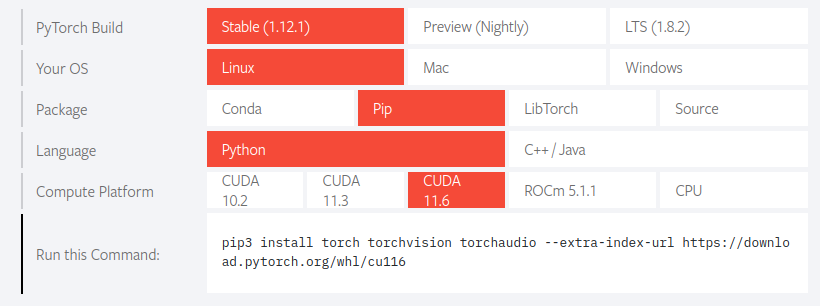 PyTorch Build Stable (1.12.1) Preview (Nightly) LTS (1.8.2)
Your OS Linux Mac Windows
Package Conda Pip LibTorch Source
Language Python C++ / Java
Compute Platform CUDA 10.2 CUDA 11.3 CUDA 11.6 ROCm 5.1.1 CPU
Run this Command: pip3 install torch torchvision torchaudio --extra-index-url https://downlo
ad.pytorch.org/whl/cu116